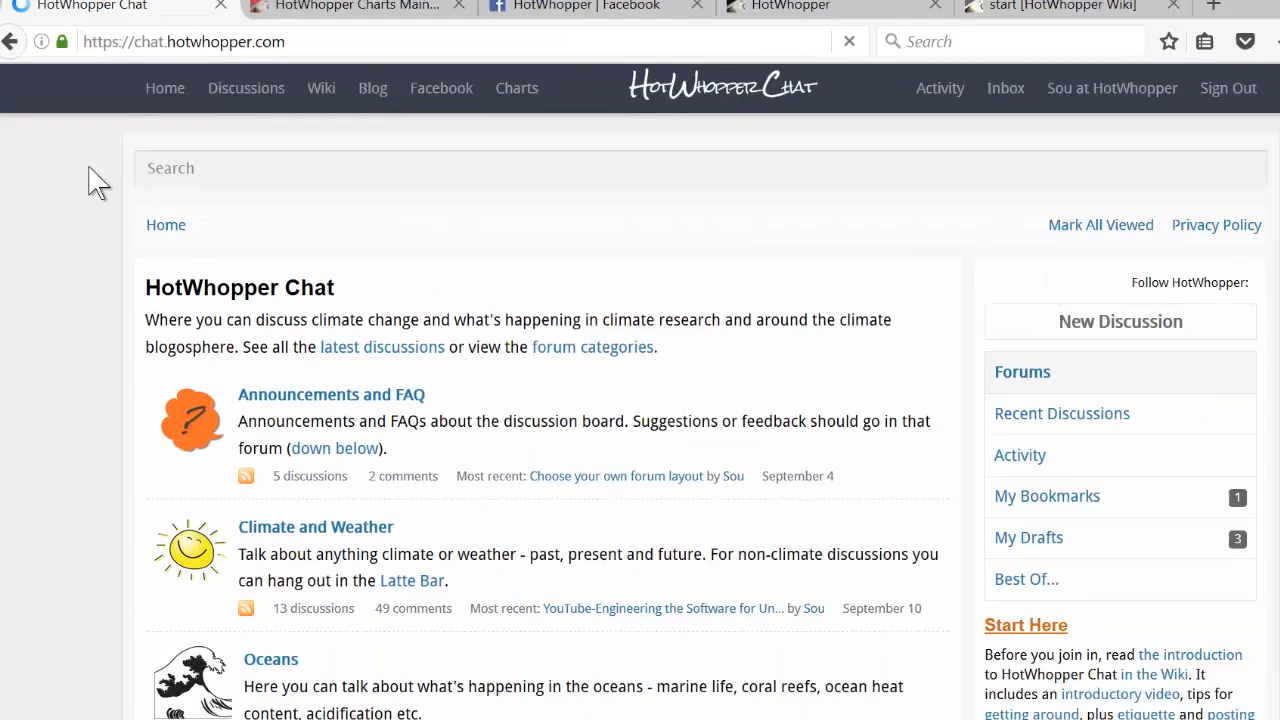 HotWhopper Chat
HotWhopper Charts Main...
HotWhopper | Facebook
HotWhopper
start [HotWhopper Wiki]
https://chat.hotwhopper.com
Search
Home Discussions Wiki Blog Facebook Charts
HotWhopperChat
Activity Inbox Sou at HotWhopper Sign Out
Search
Home
Mark All Viewed Privacy Policy
HotWhopper Chat
Where you can discuss climate change and what's happening in climate research and around the climate
blogosphere. See all the latest discussions or view the forum categories.
?
Announcements and FAQ
Announcements and FAQs about the discussion board. Suggestions or feedback should go in that
forum (down below).
5 discussions 2 comments Most recent: Choose your own forum layout by Sou September 4
Climate and Weather
Talk about anything climate or weather - past, present and future. For non-climate discussions you
can hang out in the Latte Bar.
13 discussions 49 comments Most recent: YouTube-Engineering the Software for Un... by Sou September 10
Oceans
Here you can talk about what's happening in the oceans - marine life, coral reefs, ocean heat
content, acidification etc.
Follow HotWhopper:
New Discussion
Forums
Recent Discussions
Activity
My Bookmarks 1
My Drafts 3
Best Of...
Start Here
Before you join in, read the introduction
to HotWhopper Chat in the Wiki. It
includes an introductory video, tips for
getting around, plus etiquette and posting